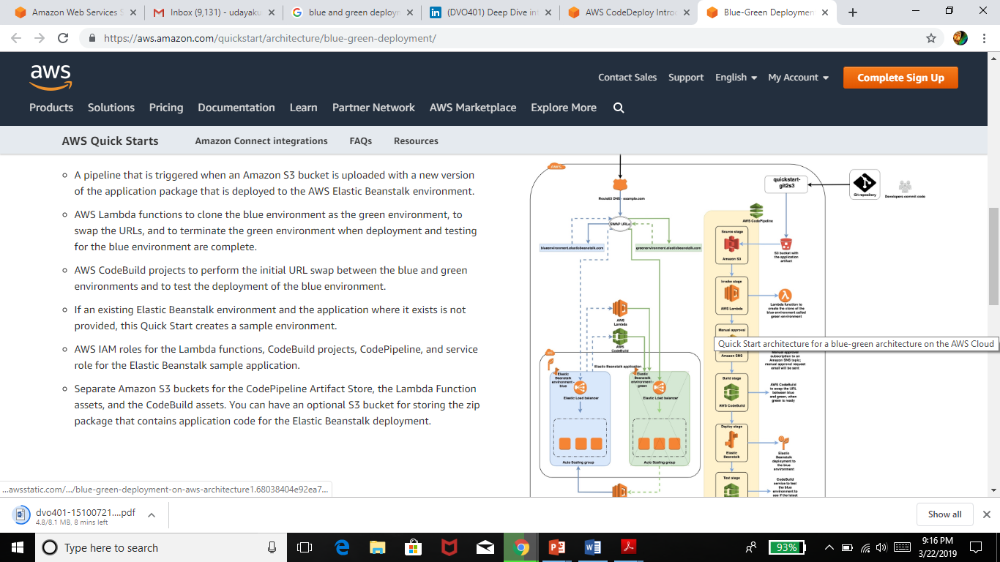 Amazon Web Services S
Inbox (9,131) - udayaku
blue and green deployn
(DVO401) Deep Dive int
AWS CodeDeploy Introd
Blue-Green Deploymen
https://aws.amazon.com/quickstart/architecture/blue-green-deployment/
aws
Contact Sales Support English My Account Complete Sign Up
Products Solutions Pricing Documentation Learn Partner Network AWS Marketplace Explore More
AWS Quick Starts Amazon Connect integrations FAQs Resources
A pipeline that is triggered when an Amazon S3 bucket is uploaded with a new version
of the application package that is deployed to the AWS Elastic Beanstalk environment.
AWS Lambda functions to clone the blue environment as the green environment, to
swap the URLs, and to terminate the green environment when deployment and testing
for the blue environment are complete.
AWS CodeBuild projects to perform the initial URL swap between the blue and green
environments and to test the deployment of the blue environment.
If an existing Elastic Beanstalk environment and the application where it exists is not
provided, this Quick Start creates a sample environment.
AWS IAM roles for the Lambda functions, CodeBuild projects, CodePipeline, and service
role for the Elastic Beanstalk sample application.
Separate Amazon S3 buckets for the CodePipeline Artifact Store, the Lambda Function
assets, and the CodeBuild assets. You can have an optional S3 bucket for storing the zip
package that contains application code for the Elastic Beanstalk deployment.
AWS
Route53 DNS - example.com
SWAP URLs
blueenvironment.elasticbeanstalk.com
greenenvironment.elasticbeanstalk.com
AWS
Lambda
AWS
CodeBuild
Elastic Beanstalk application
Elastic
Beanstalk
environment -
blue
Elastic
Beanstalk
environment -
green
Elastic Load balancer
Elastic Load balancer
Auto Scaling group
Auto Scaling group
quickstart-
git2s3
Git repository
Developers commit code
AWS CodePipeline
Source stage
Amazon S3
S3 bucket with
the application
artifact
Invoke stage
AWS Lambda
Lambda function to
create the clone of the
blue environment called
green environment
Manual approval
Quick Start architecture for a blue-green architecture on the AWS Cloud
Amazon SNS
Manual approval
subscription to an
Amazon SNS topic;
manual approval request
email will be sent
Build stage
AWS CodeBuild
AWS CodeBuild
to swap the URL
between blue
and green, when
green is ready
Deploy stage
Elastic
Beanstalk
Elastic
Beanstalk
deployment to
the blue
environment
Test stage
CodeBuild
service to test
the blue
environment to
see if the latest
...awsstatic.com/.../blue-green-deployment-on-aws-architecture1.68038404e92ea7...
dvo401-15100721....pdf
4.8/8.1 MB, 8 mins left
Show all
Type here to search
93%
9:16 PM
3/22/2019